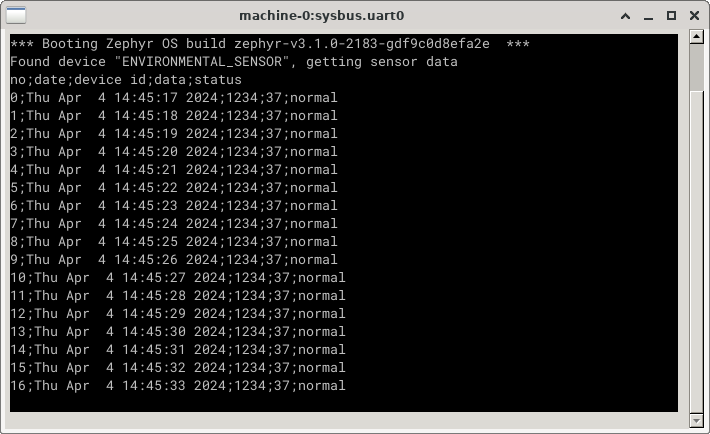 machine-0:sysbus.uart0
*** Booting Zephyr OS build zephyr-v3.1.0-2183-gdf9c0d8efa2e  ***
Found device "ENVIRONMENTAL_SENSOR", getting sensor data
no;date;device id;data;status
0;Thu Apr  4 14:45:17 2024;1234;37;normal
1;Thu Apr  4 14:45:18 2024;1234;37;normal
2;Thu Apr  4 14:45:19 2024;1234;37;normal
3;Thu Apr  4 14:45:20 2024;1234;37;normal
4;Thu Apr  4 14:45:21 2024;1234;37;normal
5;Thu Apr  4 14:45:22 2024;1234;37;normal
6;Thu Apr  4 14:45:23 2024;1234;37;normal
7;Thu Apr  4 14:45:24 2024;1234;37;normal
8;Thu Apr  4 14:45:25 2024;1234;37;normal
9;Thu Apr  4 14:45:26 2024;1234;37;normal
10;Thu Apr  4 14:45:27 2024;1234;37;normal
11;Thu Apr  4 14:45:28 2024;1234;37;normal
12;Thu Apr  4 14:45:29 2024;1234;37;normal
13;Thu Apr  4 14:45:30 2024;1234;37;normal
14;Thu Apr  4 14:45:31 2024;1234;37;normal
15;Thu Apr  4 14:45:32 2024;1234;37;normal
16;Thu Apr  4 14:45:33 2024;1234;37;normal